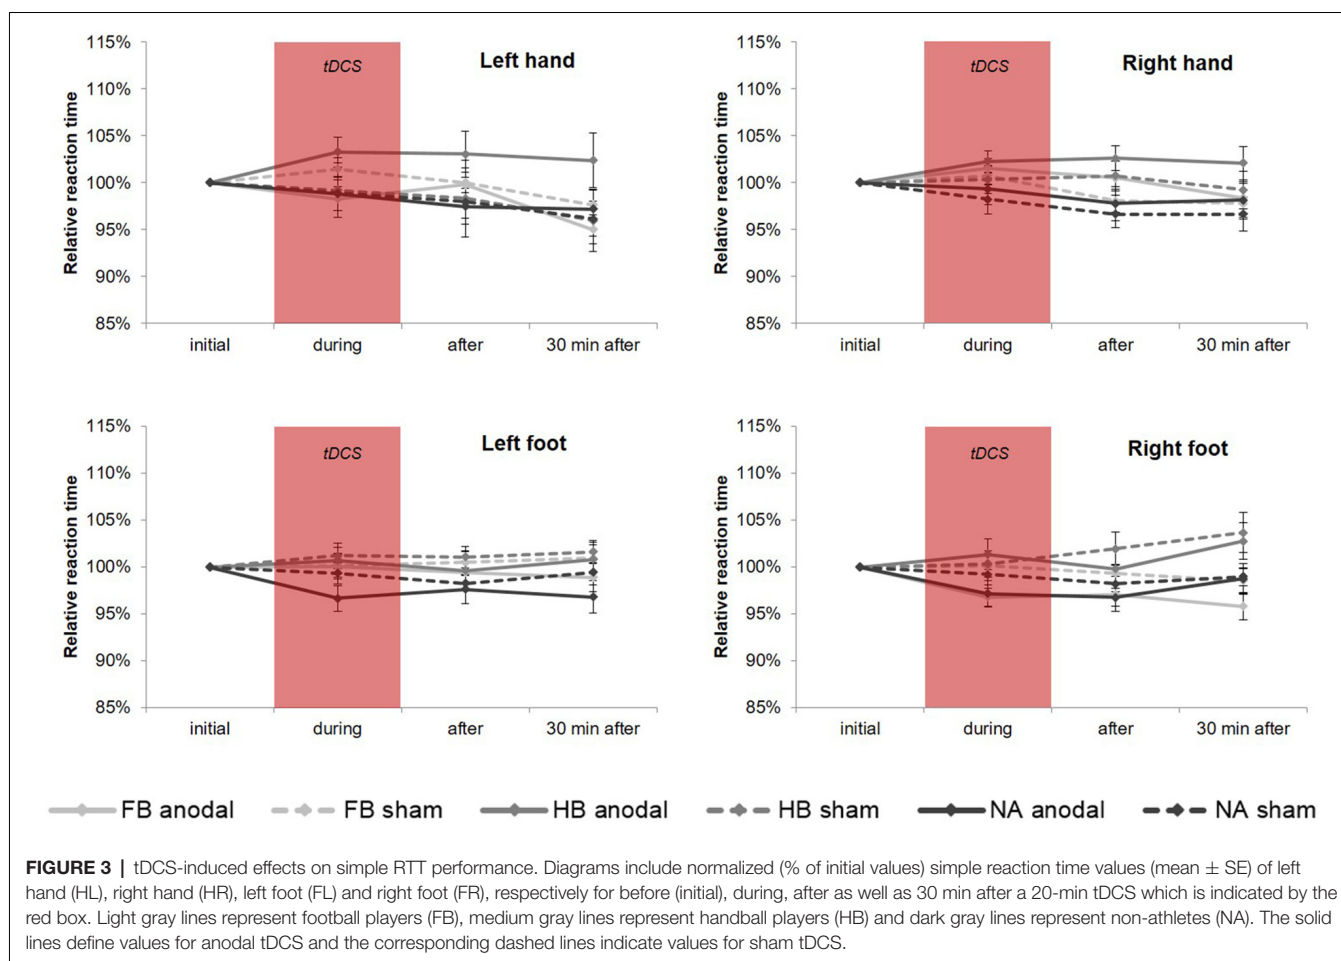 115%
110%
105%
100%
95%
90%
85%
Relative reaction time
tDCS
Left hand
initial during after 30 min after
115%
110%
105%
100%
95%
90%
85%
Relative reaction time
tDCS
Right hand
initial during after 30 min after
115%
110%
105%
100%
95%
90%
85%
Relative reaction time
tDCS
Left foot
initial during after 30 min after
115%
110%
105%
100%
95%
90%
85%
Relative reaction time
tDCS
Right foot
initial during after 30 min after
FB anodal FB sham HB anodal HB sham NA anodal NA sham
FIGURE 3 | tDCS-induced effects on simple RTT performance. Diagrams include normalized (% of initial values) simple reaction time values (mean ± SE) of left
hand (HL), right hand (HR), left foot (FL) and right foot (FR), respectively for before (initial), during, after as well as 30 min after a 20-min tDCS which is indicated by the
red box. Light gray lines represent football players (FB), medium gray lines represent handball players (HB) and dark gray lines represent non-athletes (NA). The solid
lines define values for anodal tDCS and the corresponding dashed lines indicate values for sham tDCS.